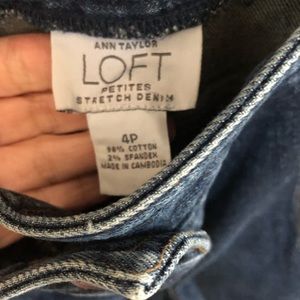 ANN TAYLOR
LOFT
PETITES
STRETCH DENIM
4P
98% COTTON
2% SPANDEX
MADE IN CAMBODIA